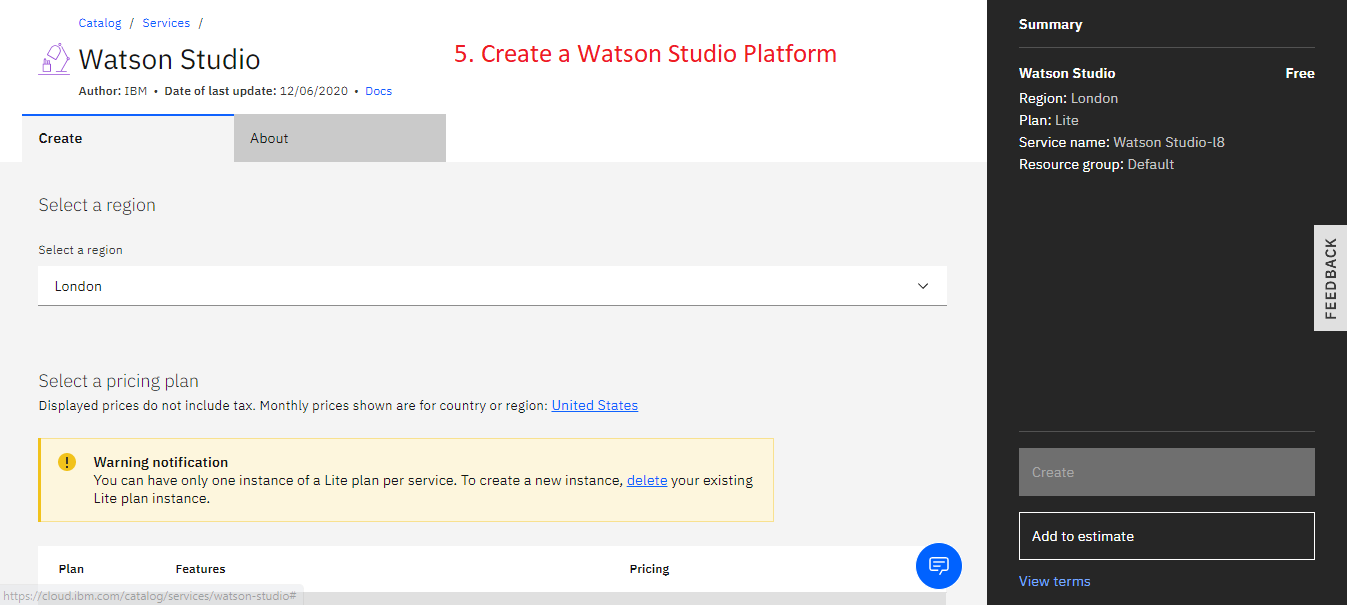 Catalog / Services /
Watson Studio
5. Create a Watson Studio Platform
Author: IBM • Date of last update: 12/06/2020 • Docs
Create
About
Select a region
Select a region
London
Select a pricing plan
Displayed prices do not include tax. Monthly prices shown are for country or region: United States
Warning notification
You can have only one instance of a Lite plan per service. To create a new instance, delete your existing
Lite plan instance.
Plan Features Pricing
https://cloud.ibm.com/catalog/services/watson-studio#
Summary
Watson Studio Free
Region: London
Plan: Lite
Service name: Watson Studio-l8
Resource group: Default
FEEDBACK
Create
Add to estimate
View terms